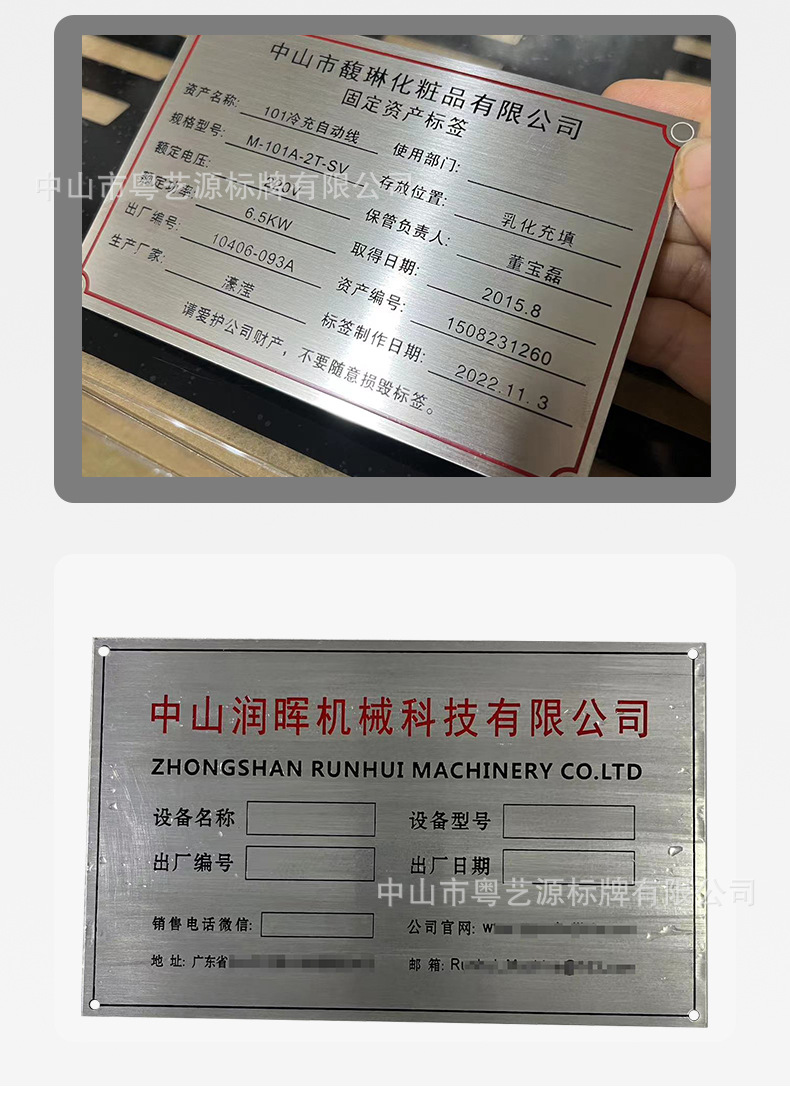 中山市馥琳化粧品有限公司
固定资产标签
资产名称: 101冷充自动线 使用部门:
规格型号: M-101A-2T-SV 存放位置: 乳化充填
额定电压: 220V 保管负责人: 董宝磊
额定功率: 6.5KW 取得日期: 2015.8
出厂编号: 10406-093A 资产编号: 1508231260
生产厂家: 濠滢 标签制作日期: 2022.11.3
请爱护公司财产，不要随意损毁标签。
中山市粤艺源标牌有限公司
中山润晖机械科技有限公司
ZHONGSHAN RUNHUI MACHINERY CO.LTD
设备名称 设备型号
出厂编号 出厂日期
中山市粤艺源标牌有限公司
销售电话微信: 公司官网: w
地 址: 广东省 邮 箱: Ru